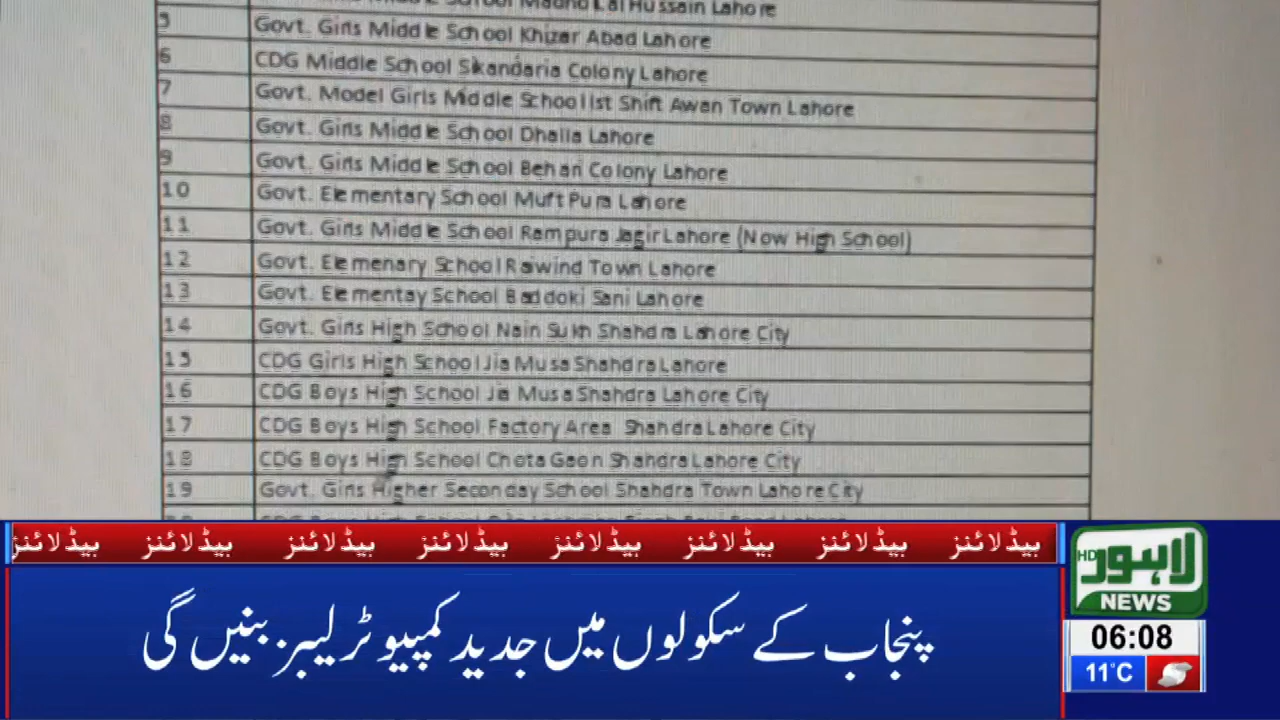 Madho Lal Hussain Lahore
5 Govt. Girls Middle School Khizar Abad Lahore
6 CDG Middle School Sikandaria Colony Lahore
7 Govt. Model Girls Middle School Ist Shift Awan Town Lahore
8 Govt. Girls Middle School Dhalla Lahore
9 Govt. Girls Middle School Behari Colony Lahore
10 Govt. Elementary School Muft Pura Lahore
11 Govt. Girls Middle School Rampura Jagir Lahore (Now High School)
12 Govt. Elemenary School Raiwind Town Lahore
13 Govt. Elementay School Baddoki Sani Lahore
14 Govt. Girls High School Nain Sukh Shahdra Lahore City
15 CDG Girls High School Jia Musa Shahdra Lahore
16 CDG Boys High School Jia Musa Shahdra Lahore City
17 CDG Boys High School Factory Area Shahdra Lahore City
18 CDG Boys High School Chota Gaon Shahdra Lahore City
19 Govt. Girls Higher Seconday School Shahdra Town Lahore City
ہیڈلائنز ہیڈلائنز ہیڈلائنز ہیڈلائنز ہیڈلائنز ہیڈلائنز ہیڈلائنز ہیڈلائنز
پنجاب کے سکولوں میں جدید کمپیوٹر لیبز بنیں گی
لاہور HD
NEWS
06:08
11°C